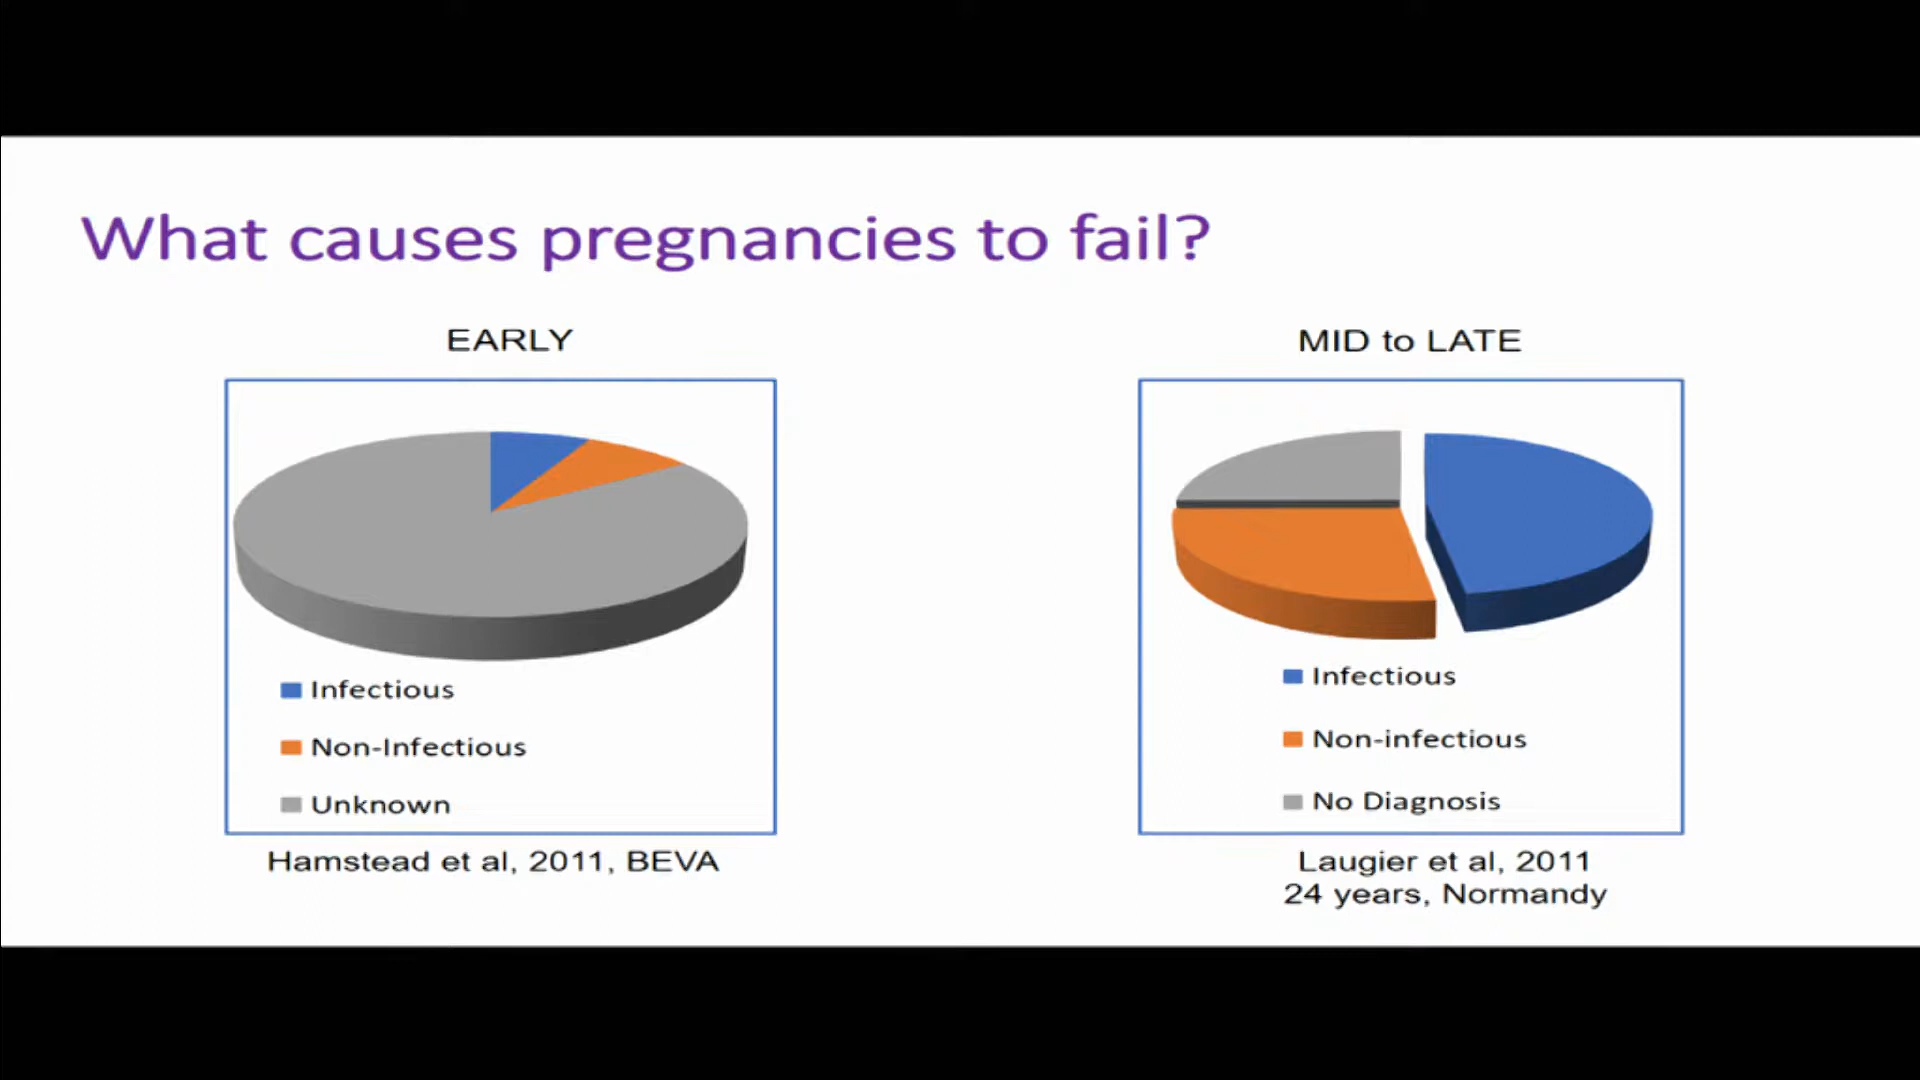 What causes pregnancies to fail?
EARLY
Infectious
Non-Infectious
Unknown
Hamstead et al, 2011, BEVA
MID to LATE
Infectious
Non-infectious
No Diagnosis
Laugier et al, 2011
24 years, Normandy